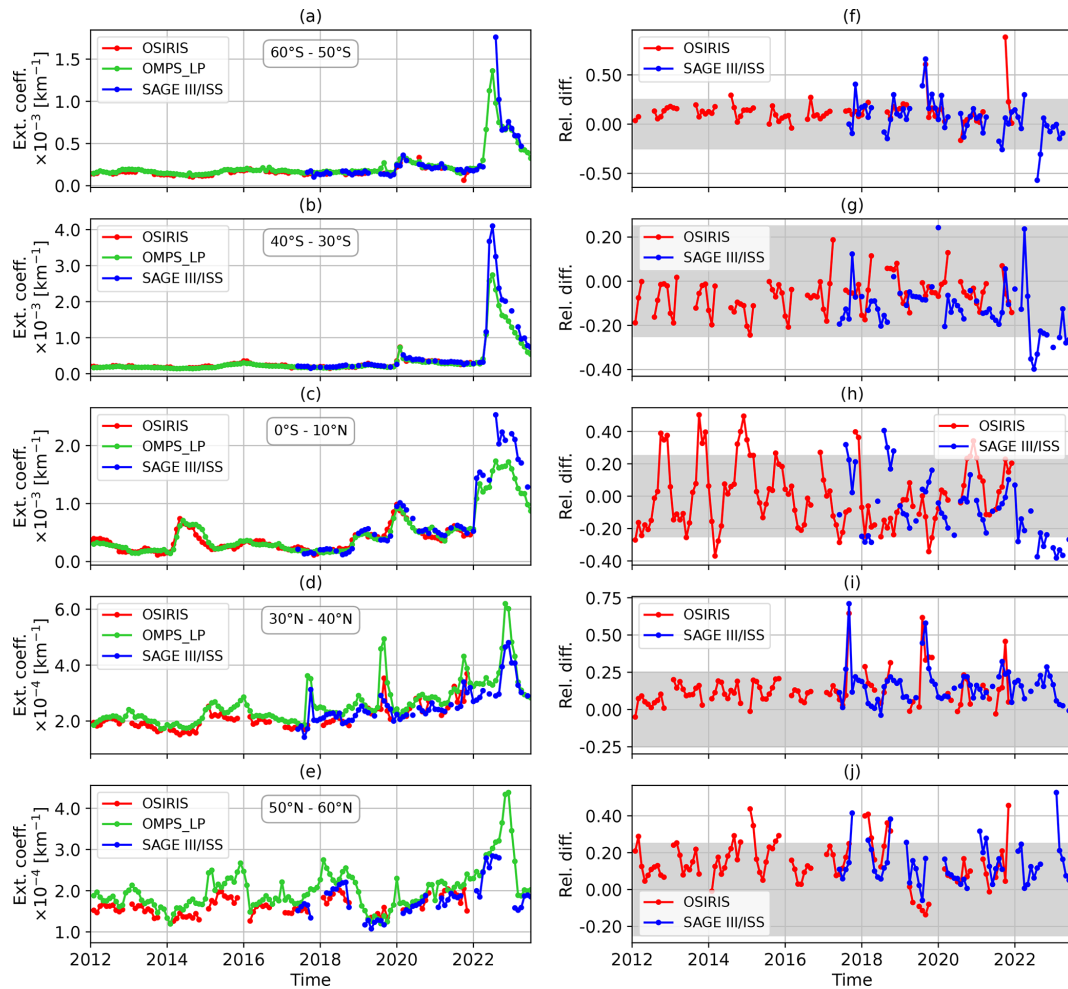 (a)
Ext. coeff.
×10⁻³ [km⁻¹]
1.5
1.0
0.5
0.0
OSIRIS
OMPS_LP
SAGE III/ISS
60°S - 50°S
(f)
Rel. diff.
0.50
0.25
0.00
-0.25
-0.50
OSIRIS
SAGE III/ISS
(b)
Ext. coeff.
×10⁻³ [km⁻¹]
4.0
3.0
2.0
1.0
0.0
OSIRIS
OMPS_LP
SAGE III/ISS
40°S - 30°S
(g)
Rel. diff.
0.20
0.00
-0.20
-0.40
OSIRIS
SAGE III/ISS
(c)
Ext. coeff.
×10⁻³ [km⁻¹]
2.0
1.0
0.0
OSIRIS
OMPS_LP
SAGE III/ISS
0°S - 10°N
(h)
Rel. diff.
0.40
0.20
0.00
-0.20
-0.40
OSIRIS
SAGE III/ISS
(d)
Ext. coeff.
×10⁻⁴ [km⁻¹]
6.0
4.0
2.0
OSIRIS
OMPS_LP
SAGE III/ISS
30°N - 40°N
(i)
Rel. diff.
0.75
0.50
0.25
0.00
-0.25
OSIRIS
SAGE III/ISS
(e)
Ext. coeff.
×10⁻⁴ [km⁻¹]
4.0
3.0
2.0
1.0
OSIRIS
OMPS_LP
SAGE III/ISS
50°N - 60°N
2012 2014 2016 2018 2020 2022
Time
(j)
Rel. diff.
0.40
0.20
0.00
-0.20
OSIRIS
SAGE III/ISS
2012 2014 2016 2018 2020 2022
Time